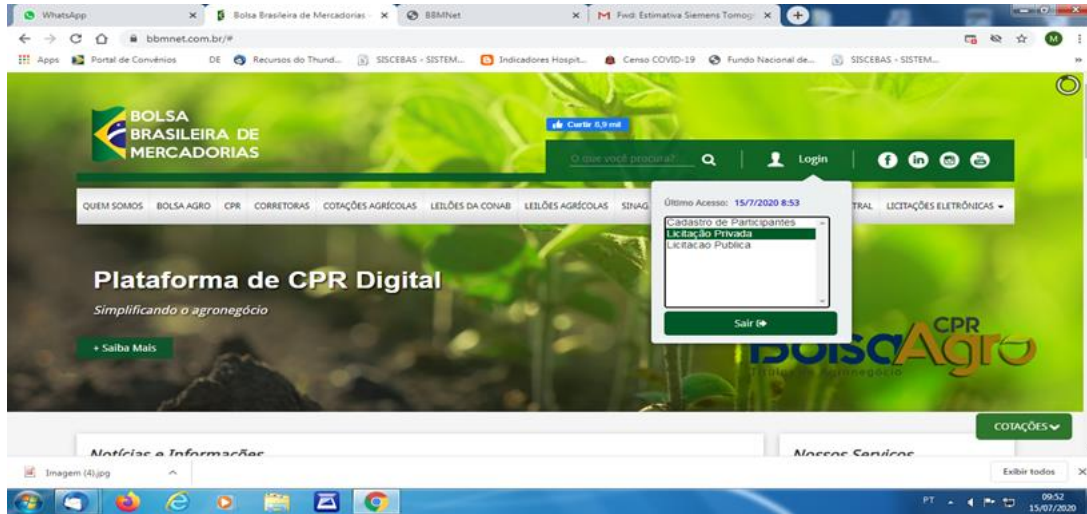 WhatsApp
Bolsa Brasileira de Mercadorias -
BBMNet
Fwd: Estimativa Siemens Tomogr
bbmnet.com.br/#
M
Apps
Portal de Convênios
DE
Recursos do Thund...
SISCEBAS - SISTEM...
Indicadores Hospit...
Censo COVID-19
Fundo Nacional de...
SISCEBAS - SISTEM...
BOLSA
BRASILEIRA DE
MERCADORIAS
Curtir 8,9 mil
O que você procura?
Login
QUEM SOMOS
BOLSA AGRO
CPR
CORRETORAS
COTAÇÕES AGRÍCOLAS
LEILÕES DA CONAB
LEILÕES AGRÍCOLAS
SINAG
TRAL
LICITAÇÕES ELETRÔNICAS
Último Acesso: 15/7/2020 8:53
Cadastro de Participantes
Licitação Privada
Licitacao Publica
Sair
Plataforma de CPR Digital
Simplificando o agronegócio
+ Saiba Mais
CPR
BolsaAgro
COTAÇÕES
Notícias e Informações
Nossos Serviços
Imagem (4).jpg
Exibir todos
PT
09:52
15/07/2020